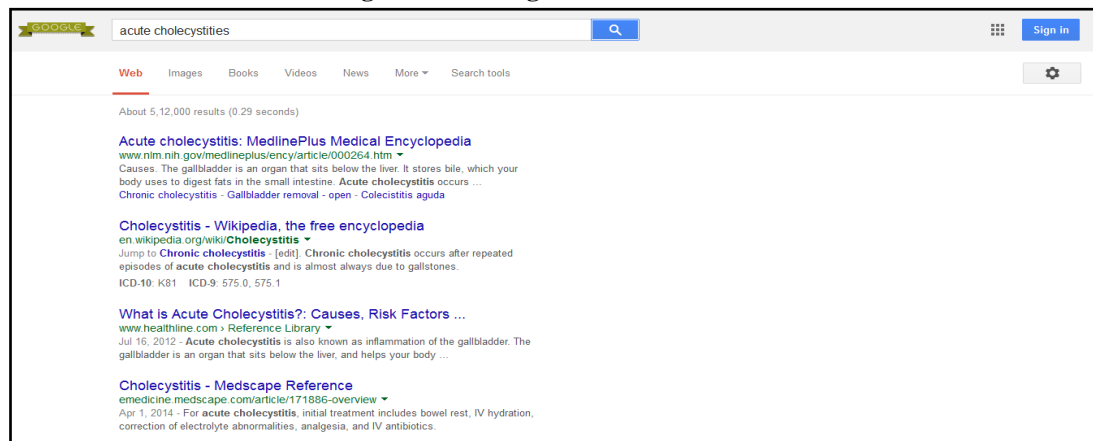 GOOGLE
acute cholecystities
Sign in
Web Images Books Videos News More Search tools
About 5,12,000 results (0.29 seconds)
Acute cholecystitis: MedlinePlus Medical Encyclopedia
www.nlm.nih.gov/medlineplus/ency/article/000264.htm
Causes. The gallbladder is an organ that sits below the liver. It stores bile, which your
body uses to digest fats in the small intestine. Acute cholecystitis occurs ...
Chronic cholecystitis - Gallbladder removal - open - Colecistitis aguda
Cholecystitis - Wikipedia, the free encyclopedia
en.wikipedia.org/wiki/Cholecystitis
Jump to Chronic cholecystitis - [edit]. Chronic cholecystitis occurs after repeated
episodes of acute cholecystitis and is almost always due to gallstones.
ICD-10: K81 ICD-9: 575.0, 575.1
What is Acute Cholecystitis?: Causes, Risk Factors ...
www.healthline.com › Reference Library
Jul 16, 2012 - Acute cholecystitis is also known as inflammation of the gallbladder. The
gallbladder is an organ that sits below the liver, and helps your body ...
Cholecystitis - Medscape Reference
emedicine.medscape.com/article/171886-overview
Apr 1, 2014 - For acute cholecystitis, initial treatment includes bowel rest, IV hydration,
correction of electrolyte abnormalities, analgesia, and IV antibiotics.